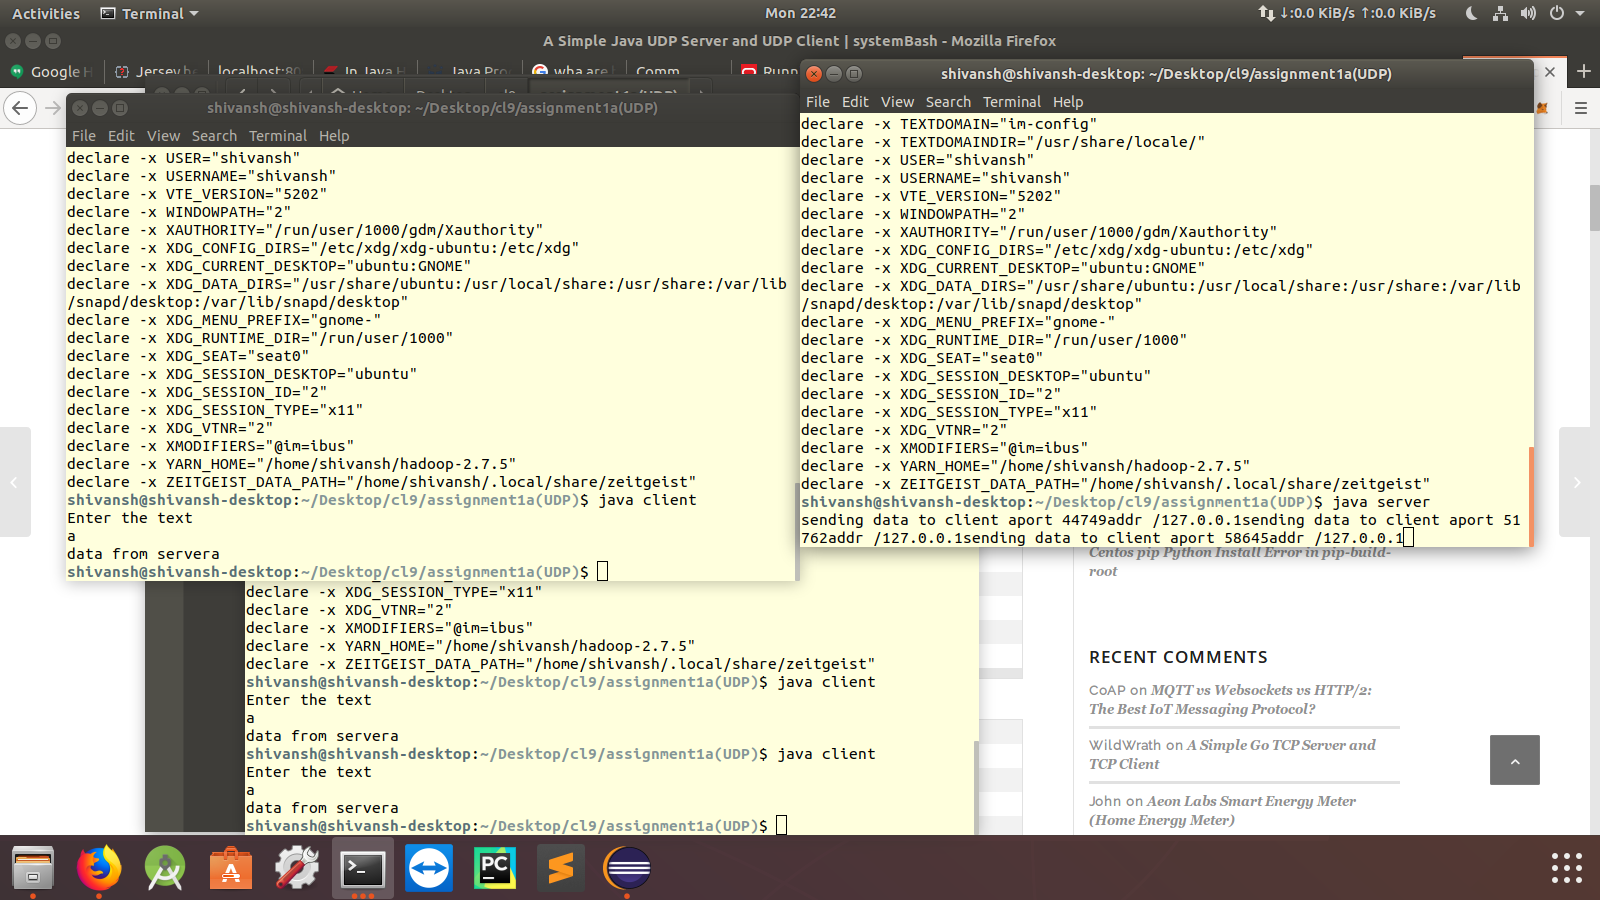 Activities Terminal Mon 22:42 ↓:0.0 KiB/s ↑:0.0 KiB/s
A Simple Java UDP Server and UDP Client | systemBash - Mozilla Firefox
Google H Jersey he localhost:80 In Java H Java Pro wha are Comm Runn
shivansh@shivansh-desktop: ~/Desktop/cl9/assignment1a(UDP)
File Edit View Search Terminal Help
declare -x USER="shivansh"
declare -x USERNAME="shivansh"
declare -x VTE_VERSION="5202"
declare -x WINDOWPATH="2"
declare -x XAUTHORITY="/run/user/1000/gdm/Xauthority"
declare -x XDG_CONFIG_DIRS="/etc/xdg/xdg-ubuntu:/etc/xdg"
declare -x XDG_CURRENT_DESKTOP="ubuntu:GNOME"
declare -x XDG_DATA_DIRS="/usr/share/ubuntu:/usr/local/share:/usr/share:/var/lib
/snapd/desktop:/var/lib/snapd/desktop"
declare -x XDG_MENU_PREFIX="gnome-"
declare -x XDG_RUNTIME_DIR="/run/user/1000"
declare -x XDG_SEAT="seat0"
declare -x XDG_SESSION_DESKTOP="ubuntu"
declare -x XDG_SESSION_ID="2"
declare -x XDG_SESSION_TYPE="x11"
declare -x XDG_VTNR="2"
declare -x XMODIFIERS="@im=ibus"
declare -x YARN_HOME="/home/shivansh/hadoop-2.7.5"
declare -x ZEITGEIST_DATA_PATH="/home/shivansh/.local/share/zeitgeist"
shivansh@shivansh-desktop:~/Desktop/cl9/assignment1a(UDP)$ java client
Enter the text
a
data from servera
shivansh@shivansh-desktop:~/Desktop/cl9/assignment1a(UDP)$
shivansh@shivansh-desktop: ~/Desktop/cl9/assignment1a(UDP)
File Edit View Search Terminal Help
declare -x TEXTDOMAIN="im-config"
declare -x TEXTDOMAINDIR="/usr/share/locale/"
declare -x USER="shivansh"
declare -x USERNAME="shivansh"
declare -x VTE_VERSION="5202"
declare -x WINDOWPATH="2"
declare -x XAUTHORITY="/run/user/1000/gdm/Xauthority"
declare -x XDG_CONFIG_DIRS="/etc/xdg/xdg-ubuntu:/etc/xdg"
declare -x XDG_CURRENT_DESKTOP="ubuntu:GNOME"
declare -x XDG_DATA_DIRS="/usr/share/ubuntu:/usr/local/share:/usr/share:/var/lib
/snapd/desktop:/var/lib/snapd/desktop"
declare -x XDG_MENU_PREFIX="gnome-"
declare -x XDG_RUNTIME_DIR="/run/user/1000"
declare -x XDG_SEAT="seat0"
declare -x XDG_SESSION_DESKTOP="ubuntu"
declare -x XDG_SESSION_ID="2"
declare -x XDG_SESSION_TYPE="x11"
declare -x XDG_VTNR="2"
declare -x XMODIFIERS="@im=ibus"
declare -x YARN_HOME="/home/shivansh/hadoop-2.7.5"
declare -x ZEITGEIST_DATA_PATH="/home/shivansh/.local/share/zeitgeist"
shivansh@shivansh-desktop:~/Desktop/cl9/assignment1a(UDP)$ java server
sending data to client aport 44749addr /127.0.0.1sending data to client aport 51
762addr /127.0.0.1sending data to client aport 58645addr /127.0.0.1
declare -x XDG_SESSION_TYPE="x11"
declare -x XDG_VTNR="2"
declare -x XMODIFIERS="@im=ibus"
declare -x YARN_HOME="/home/shivansh/hadoop-2.7.5"
declare -x ZEITGEIST_DATA_PATH="/home/shivansh/.local/share/zeitgeist"
shivansh@shivansh-desktop:~/Desktop/cl9/assignment1a(UDP)$ java client
Enter the text
a
data from servera
shivansh@shivansh-desktop:~/Desktop/cl9/assignment1a(UDP)$ java client
Enter the text
a
data from servera
shivansh@shivansh-desktop:~/Desktop/cl9/assignment1a(UDP)$
Centos pip Python Install Error in pip-build-
root
RECENT COMMENTS
CoAP on MQTT vs Websockets vs HTTP/2:
The Best IoT Messaging Protocol?
WildWrath on A Simple Go TCP Server and
TCP Client
John on Aeon Labs Smart Energy Meter
(Home Energy Meter)
PC